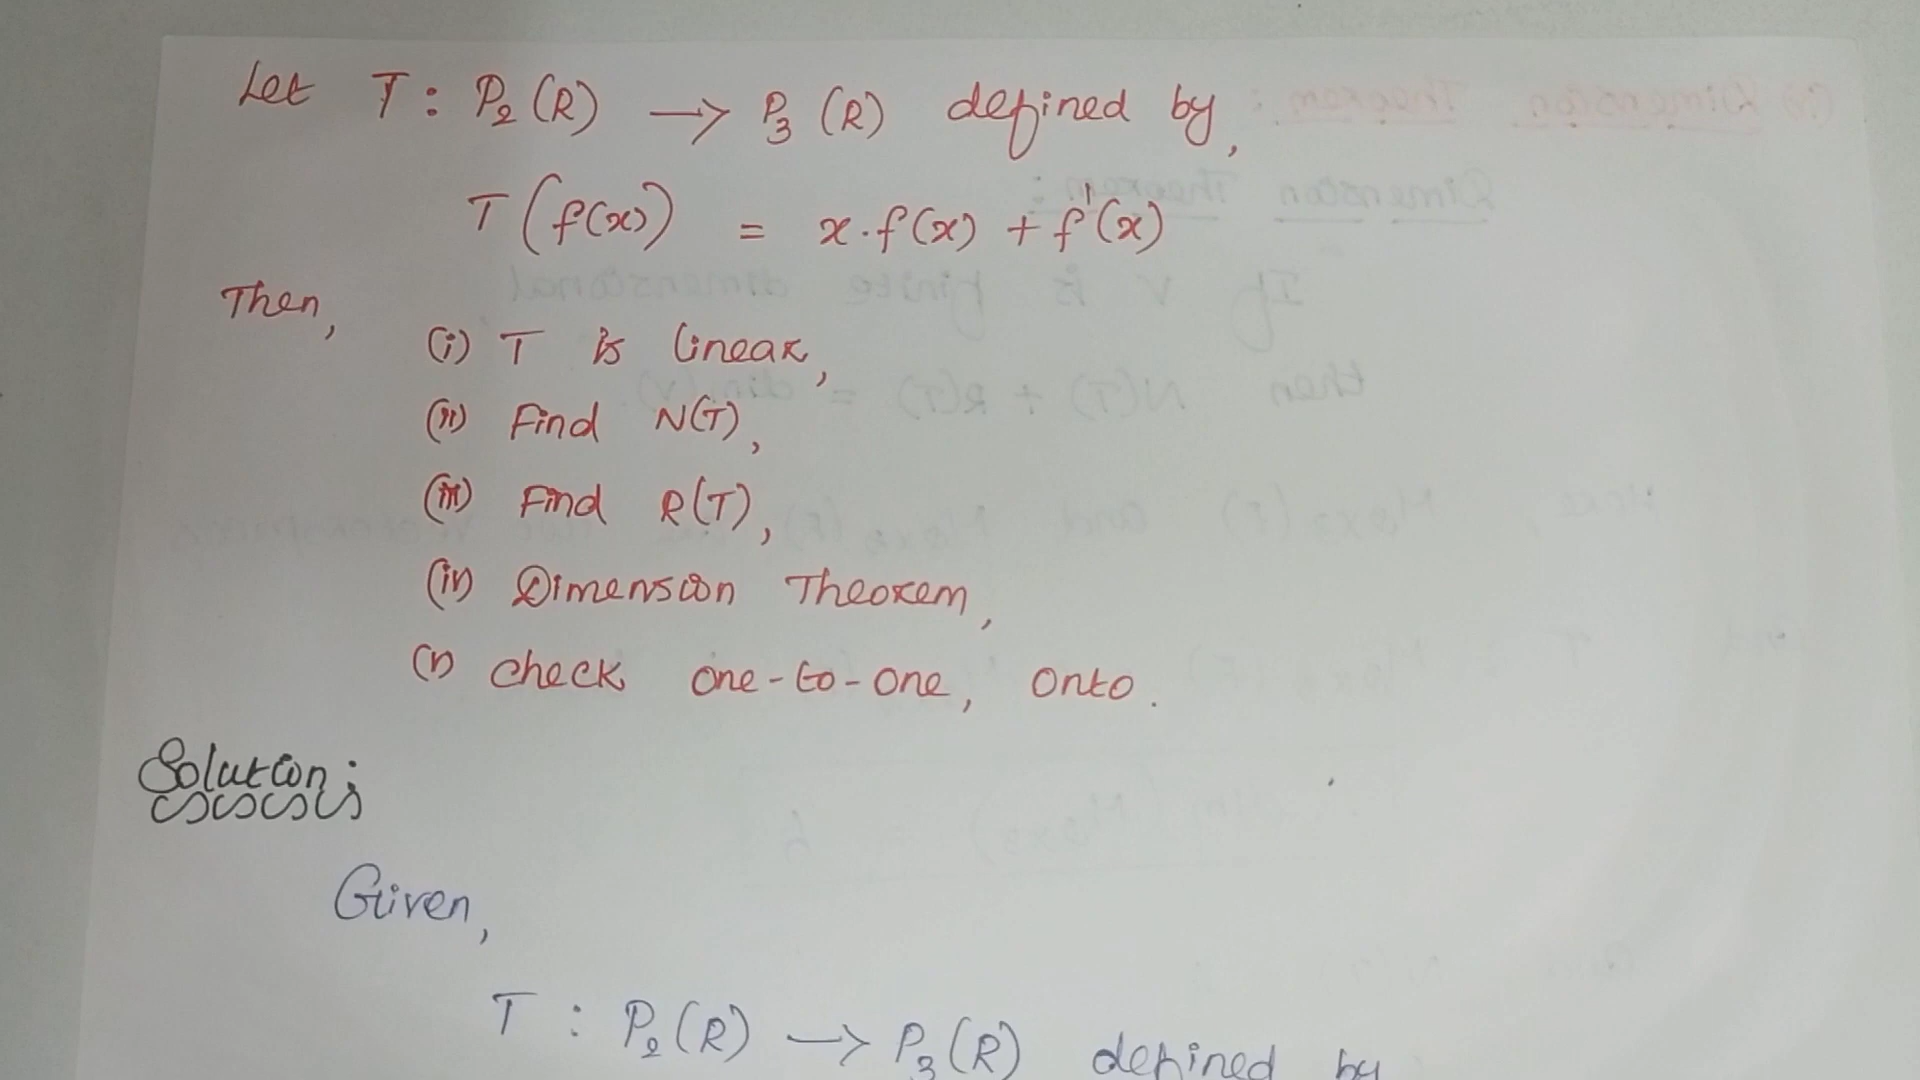 Let T : P₂ (R) → P₃ (R) defined by,
T (f(x)) = x.f(x) + f'(x)
Then,
(i) T is linear,
(ii) Find N(T),
(iii) Find R(T),
(iv) Dimension Theorem,
(v) check one-to-one, onto.
Solution;
Given,
T : P₂(R) → P₃(R) defined by